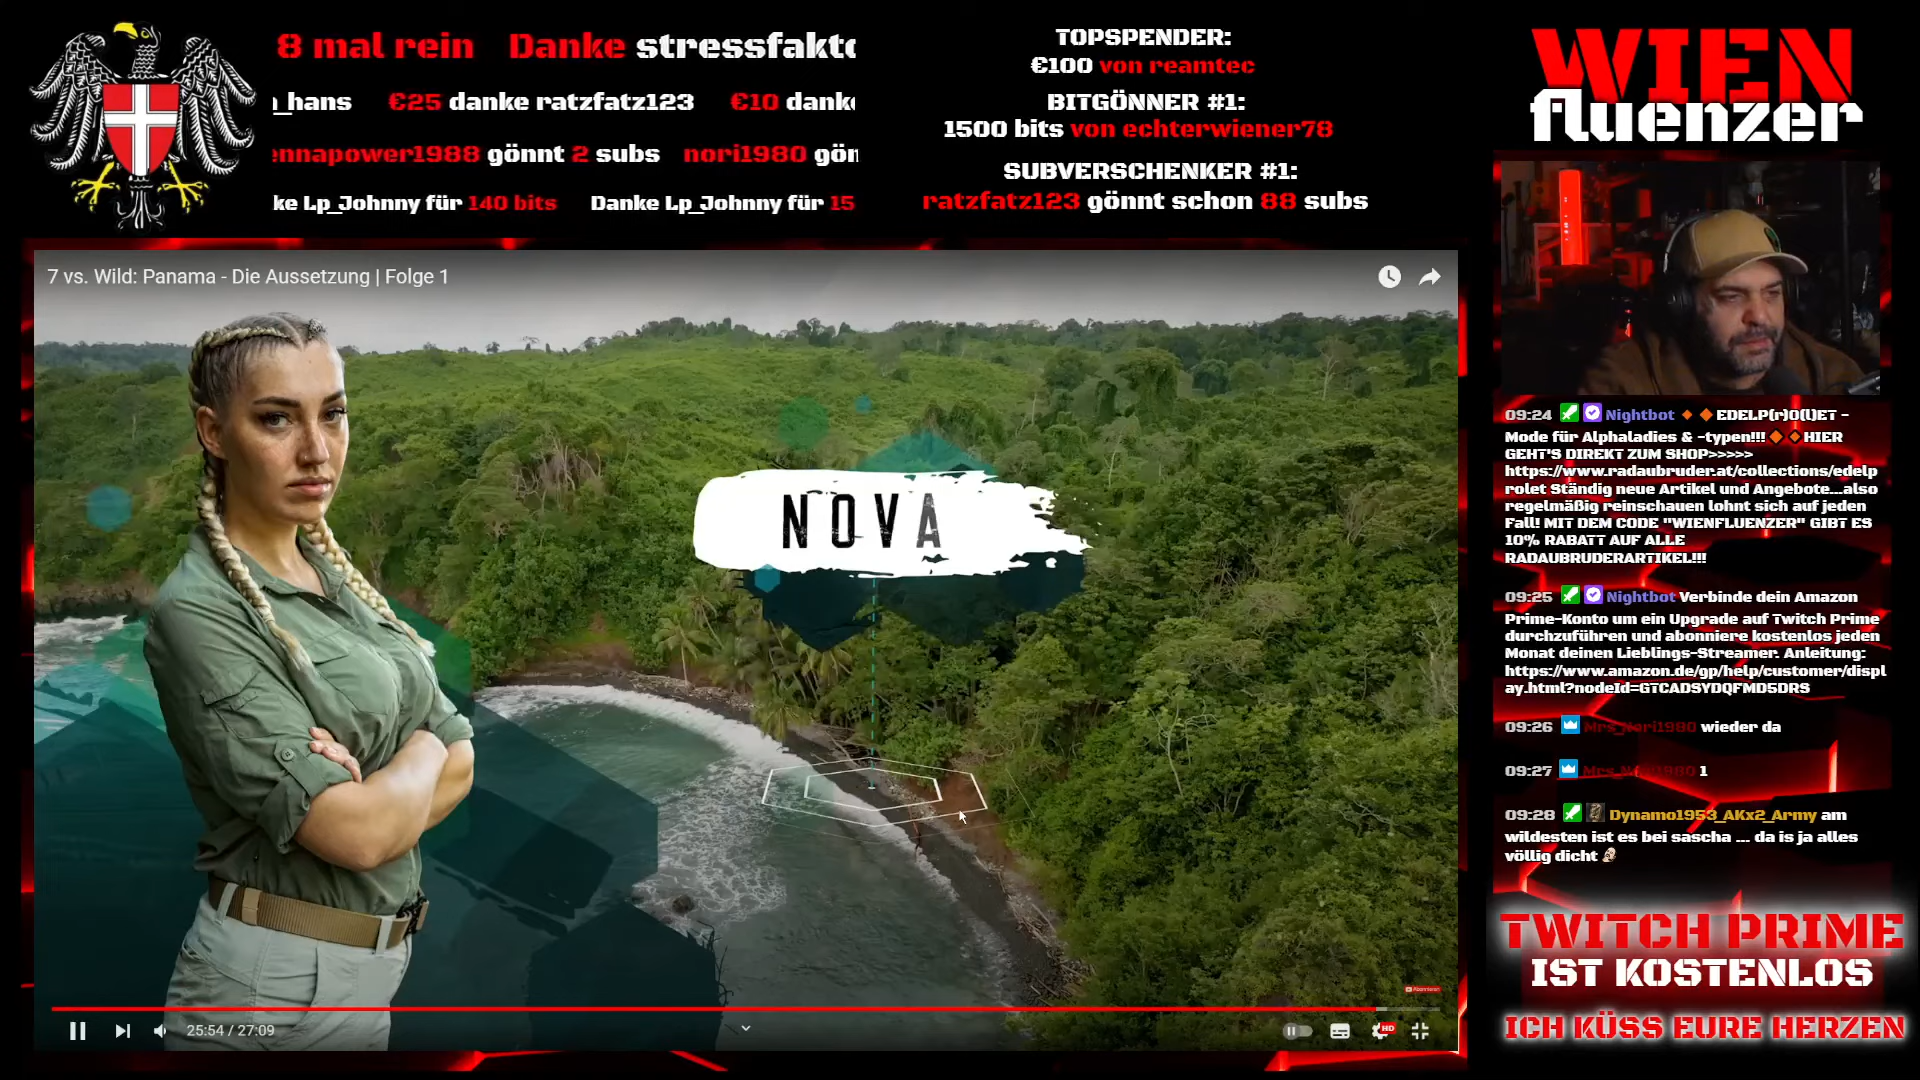 8 mal rein Danke stressfakto
_hans €25 danke ratzfatz123 €10 dank
ennapower1988 gönnt 2 subs nori1980 gön
ke Lp_Johnny für 140 bits Danke Lp_Johnny für 15
TOPSPENDER:
€100 von reamtec
BITGÖNNER #1:
1500 bits von echterwiener78
SUBVERSCHENKER #1:
ratzfatz123 gönnt schon 88 subs
WIEN
fluenzer
7 vs. Wild: Panama - Die Aussetzung | Folge 1
NOVA
25:54 / 27:09
HD
09:24 Nightbot 🔸🔶EDELP(r)O(l)ET -
Mode für Alphaladies & -typen!!!🔶🔶HIER
GEHT'S DIREKT ZUM SHOP>>>>>
https://www.radaubruder.at/collections/edelp
rolet Ständig neue Artikel und Angebote...also
regelmäßig reinschauen lohnt sich auf jeden
Fall! MIT DEM CODE "WIENFLUENZER" GIBT ES
10% RABATT AUF ALLE
RADAUBRUDERARTIKEL!!!
09:25 Nightbot Verbinde dein Amazon
Prime-Konto um ein Upgrade auf Twitch Prime
durchzuführen und abonniere kostenlos jeden
Monat deinen Lieblings-Streamer. Anleitung:
https://www.amazon.de/gp/help/customer/displ
ay.html?nodeId=GTCADSYDQFMD5DRS
09:26 Mrs_Nori1980 wieder da
09:27 Mrs_Nori1980 1
09:28 Dynamo1953_AKx2_Army am
wildesten ist es bei sascha ... da is ja alles
völlig dicht
TWITCH PRIME
IST KOSTENLOS
ICH KÜSS EURE HERZEN